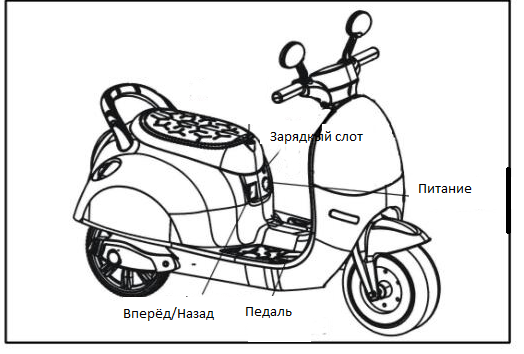 Зарядный слот
Питание
Вперёд/Назад
Педаль